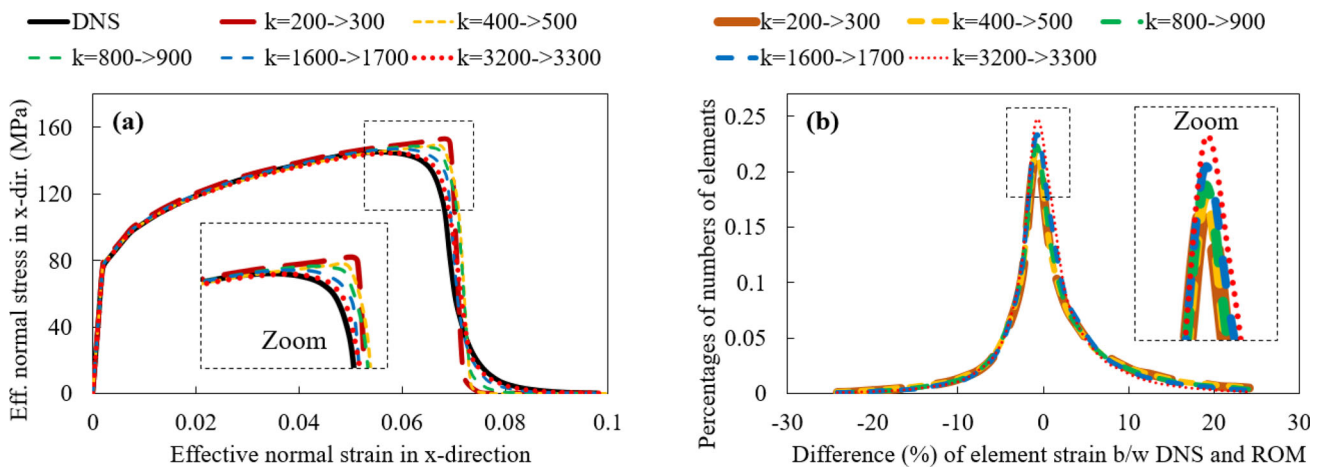 DNS k=200->300 k=400->500
k=800->900 k=1600->1700 k=3200->3300
Eff. normal stress in x-dir. (MPa)
160
120
80
40
0
(a)
Zoom
0 0.02 0.04 0.06 0.08 0.1
Effective normal strain in x-direction
k=200->300 k=400->500 k=800->900
k=1600->1700 k=3200->3300
Percentages of numbers of elements
0.25
0.2
0.15
0.1
0.05
0
(b)
Zoom
-30 -20 -10 0 10 20 30
Difference (%) of element strain b/w DNS and ROM